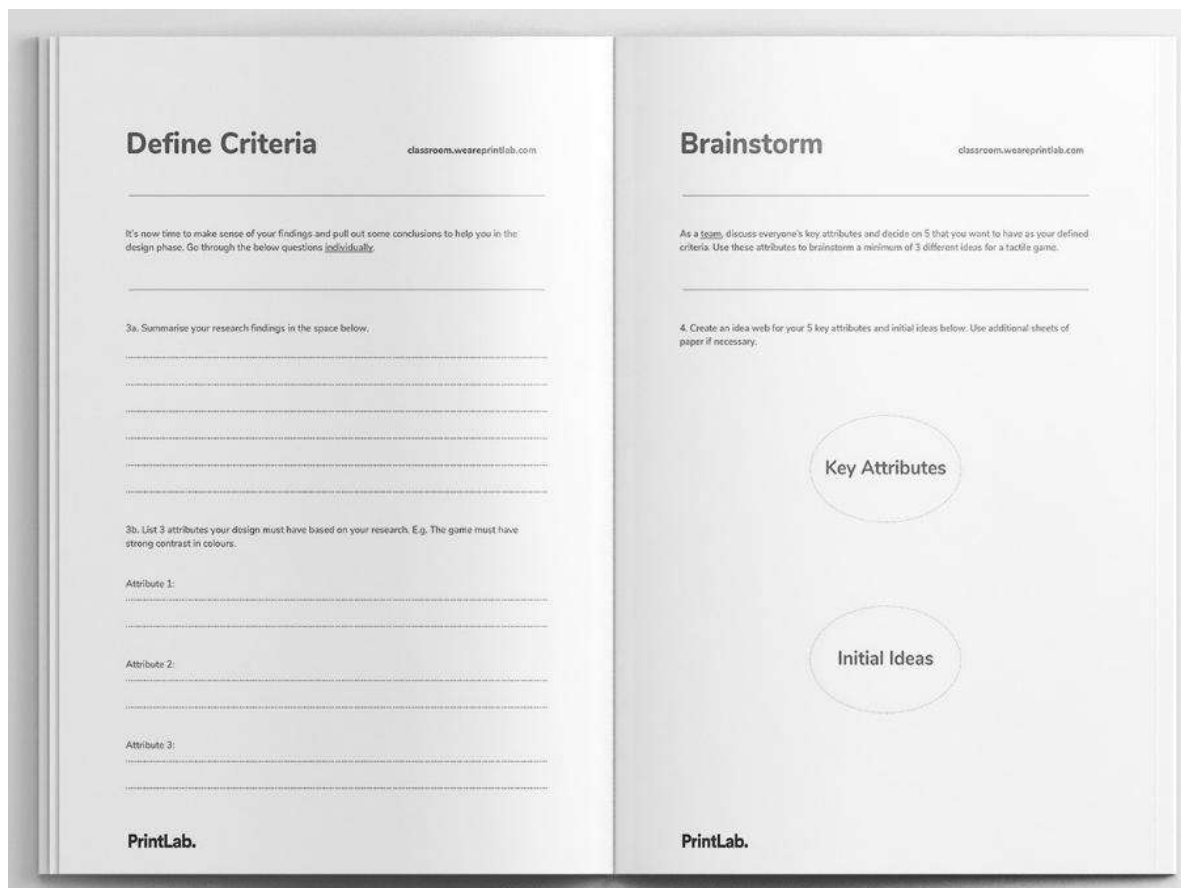 Define Criteria
classroom.weareprintlab.com
It's now time to make sense of your findings and pull out some conclusions to help you in the
design phase. Go through the below questions individually.
3a. Summarise your research findings in the space below.
3b. List 3 attributes your design must have based on your research. E.g. The game must have
strong contrast in colours.
Attribute 1:
Attribute 2:
Attribute 3:
PrintLab.
Brainstorm
classroom.weareprintlab.com
As a team, discuss everyone's key attributes and decide on 5 that you want to have as your defined
criteria. Use these attributes to brainstorm a minimum of 3 different ideas for a tactile game.
4. Create an idea web for your 5 key attributes and initial ideas below. Use additional sheets of
paper if necessary.
Key Attributes
Initial Ideas
PrintLab.